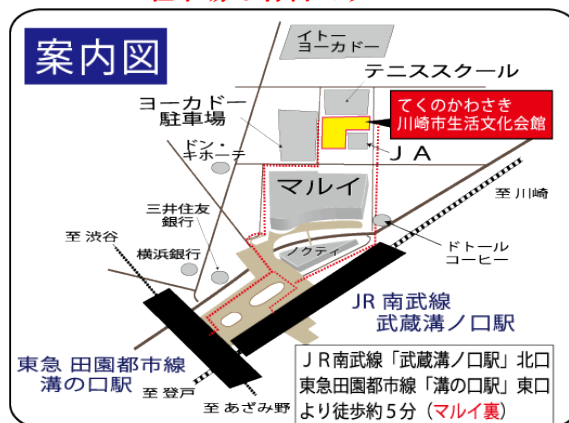 案内図
イトー
ヨーカドー
テニススクール
ヨーカドー
駐車場
てくのかわさき
川崎市生活文化会館
ドン・
キホーテ
JA
マルイ
至 川崎
三井住友
銀行
至 渋谷
横浜銀行
ノクティ
ドトール
コーヒー
JR 南武線
武蔵溝ノ口駅
東急 田園都市線
溝の口駅
至 登戸
至 あざみ野
JR南武線「武蔵溝ノ口駅」北口
東急田園都市線「溝の口駅」東口
より徒歩約5分（マルイ裏）